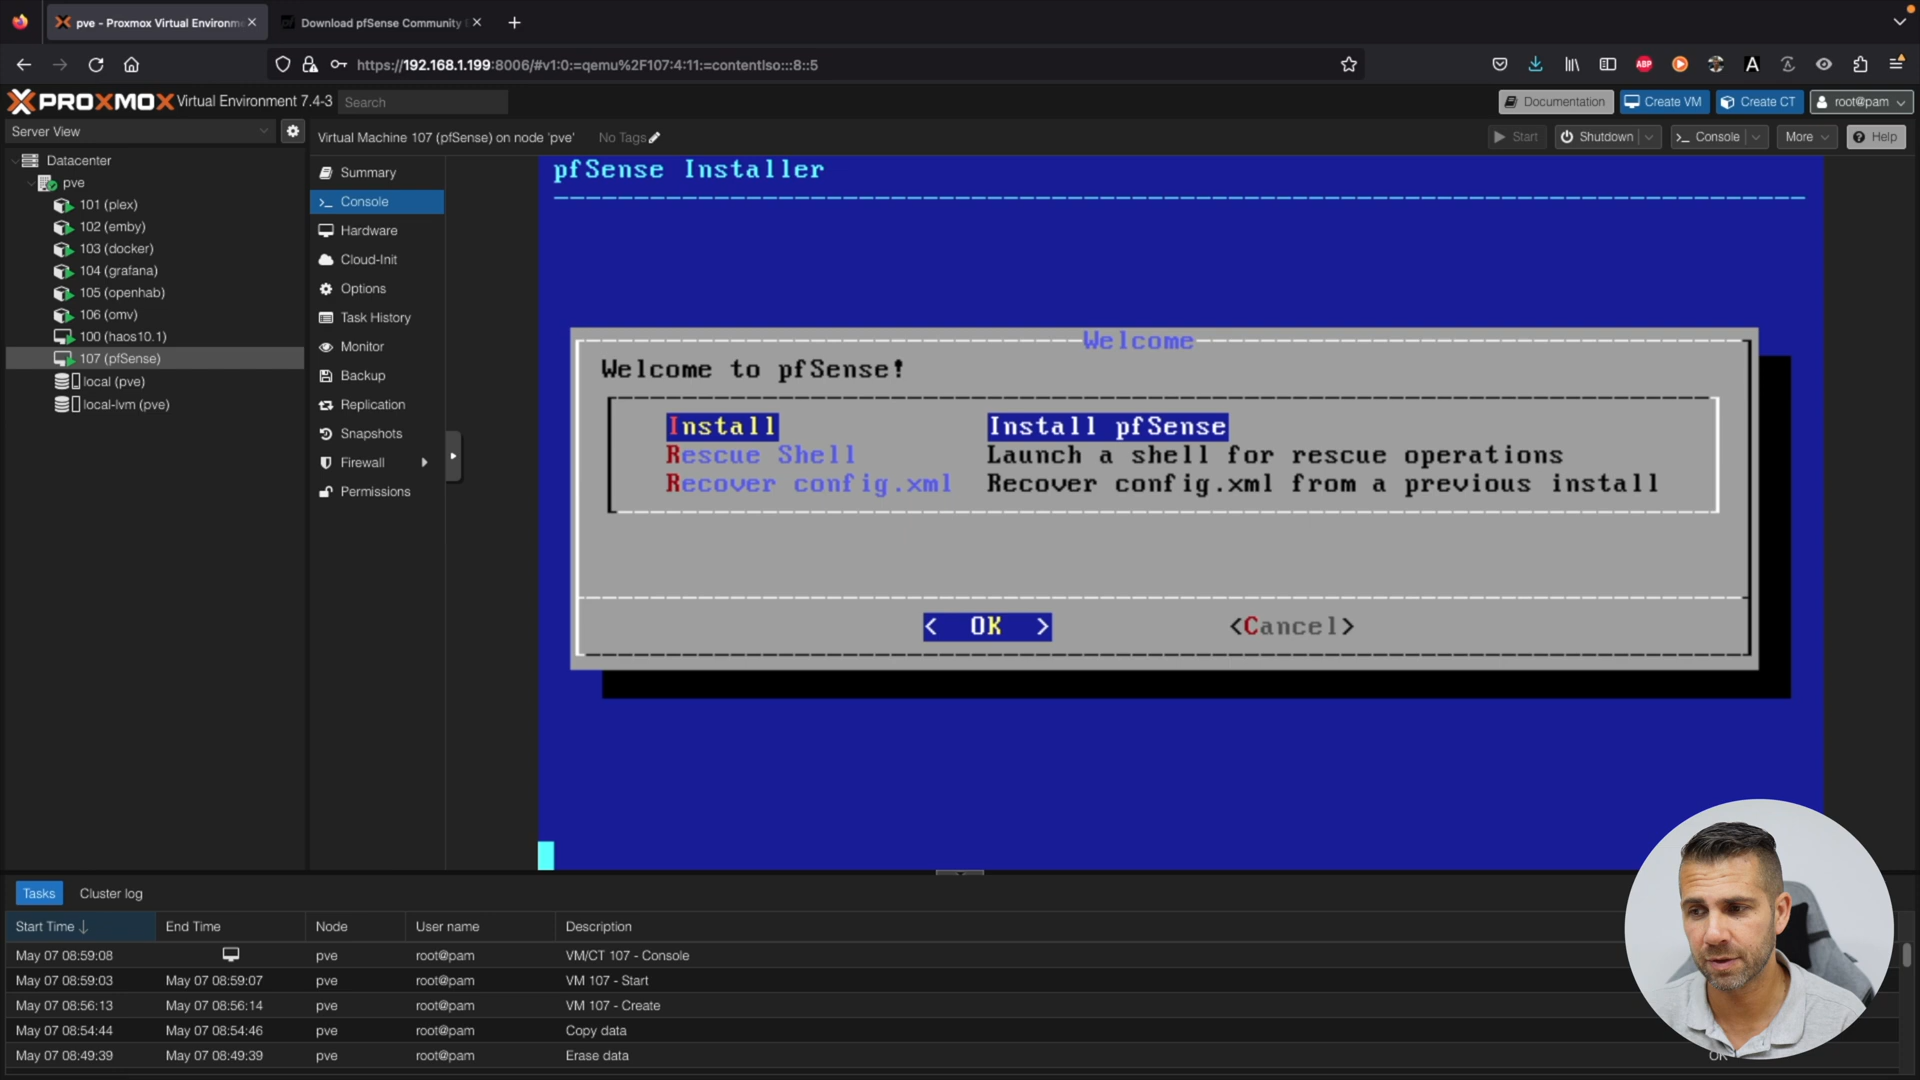 pve - Proxmox Virtual Environm
Download pfSense Community
https://192.168.1.199:8006/#v1:0:=qemu%2F107:4:11:=contentIso:::8::5
ABP
A
PROXMOX Virtual Environment 7.4-3
Search
Documentation
Create VM
Create CT
root@pam
Server View
Virtual Machine 107 (pfSense) on node 'pve'
No Tags
Start
Shutdown
Console
More
Help
Datacenter
pve
101 (plex)
102 (emby)
103 (docker)
104 (grafana)
105 (openhab)
106 (omv)
100 (haos10.1)
107 (pfSense)
local (pve)
local-lvm (pve)
Summary
Console
Hardware
Cloud-Init
Options
Task History
Monitor
Backup
Replication
Snapshots
Firewall
Permissions
pfSense Installer
Welcome
Welcome to pfSense!
Install Install pfSense
Rescue Shell Launch a shell for rescue operations
Recover config.xml Recover config.xml from a previous install
< OK > <Cancel>
Tasks Cluster log
Start Time End Time Node User name Description
May 07 08:59:08 pve root@pam VM/CT 107 - Console
May 07 08:59:03 May 07 08:59:07 pve root@pam VM 107 - Start
May 07 08:56:13 May 07 08:56:14 pve root@pam VM 107 - Create
May 07 08:54:44 May 07 08:54:46 pve root@pam Copy data
May 07 08:49:39 May 07 08:49:39 pve root@pam Erase data
OK